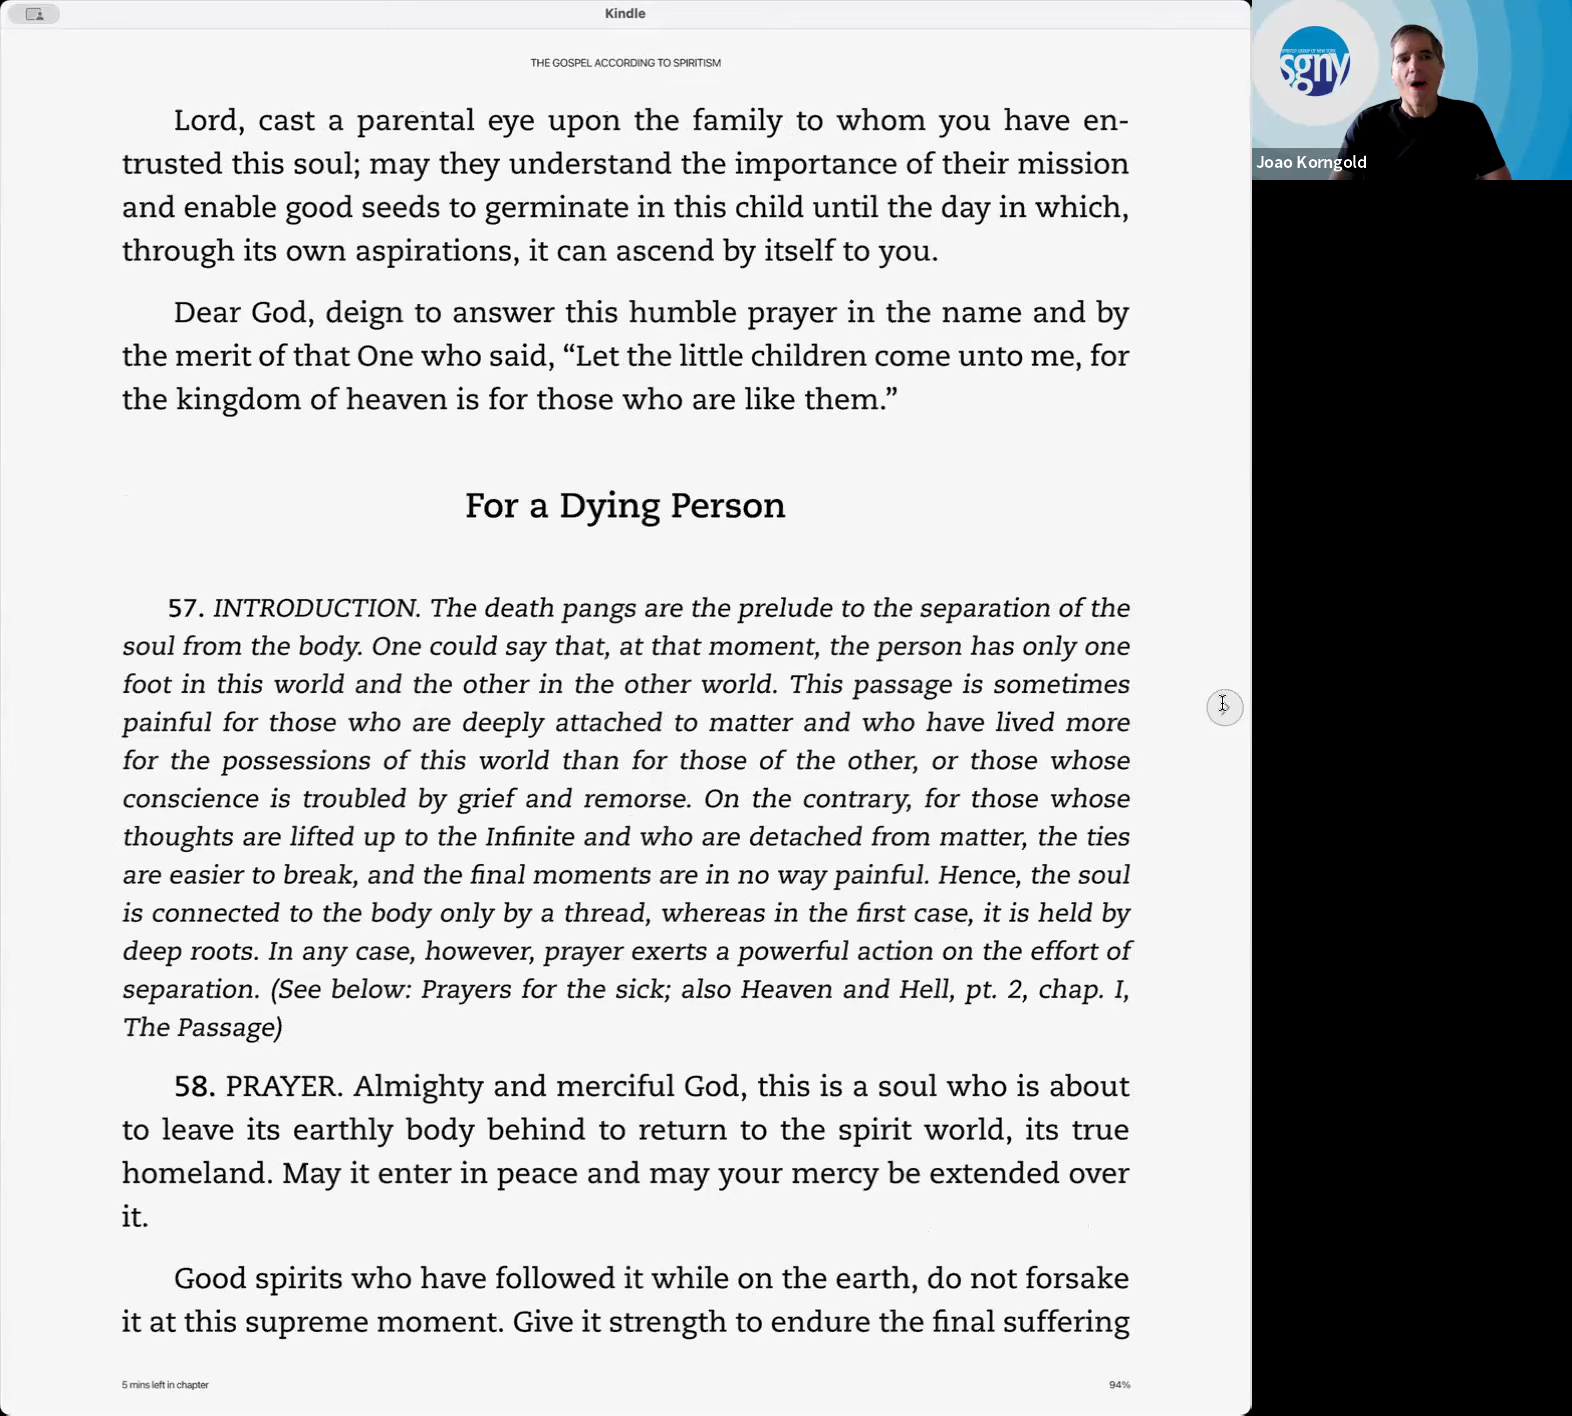 Kindle
THE GOSPEL ACCORDING TO SPIRITISM
Lord, cast a parental eye upon the family to whom you have en-
trusted this soul; may they understand the importance of their mission
and enable good seeds to germinate in this child until the day in which,
through its own aspirations, it can ascend by itself to you.
Dear God, deign to answer this humble prayer in the name and by
the merit of that One who said, “Let the little children come unto me, for
the kingdom of heaven is for those who are like them.”
For a Dying Person
57. INTRODUCTION. The death pangs are the prelude to the separation of the
soul from the body. One could say that, at that moment, the person has only one
foot in this world and the other in the other world. This passage is sometimes
painful for those who are deeply attached to matter and who have lived more
for the possessions of this world than for those of the other, or those whose
conscience is troubled by grief and remorse. On the contrary, for those whose
thoughts are lifted up to the Infinite and who are detached from matter, the ties
are easier to break, and the final moments are in no way painful. Hence, the soul
is connected to the body only by a thread, whereas in the first case, it is held by
deep roots. In any case, however, prayer exerts a powerful action on the effort of
separation. (See below: Prayers for the sick; also Heaven and Hell, pt. 2, chap. I,
The Passage)
58. PRAYER. Almighty and merciful God, this is a soul who is about
to leave its earthly body behind to return to the spirit world, its true
homeland. May it enter in peace and may your mercy be extended over
it.
Good spirits who have followed it while on the earth, do not forsake
it at this supreme moment. Give it strength to endure the final suffering
5 mins left in chapter
94%
sgny
Joao Korngold